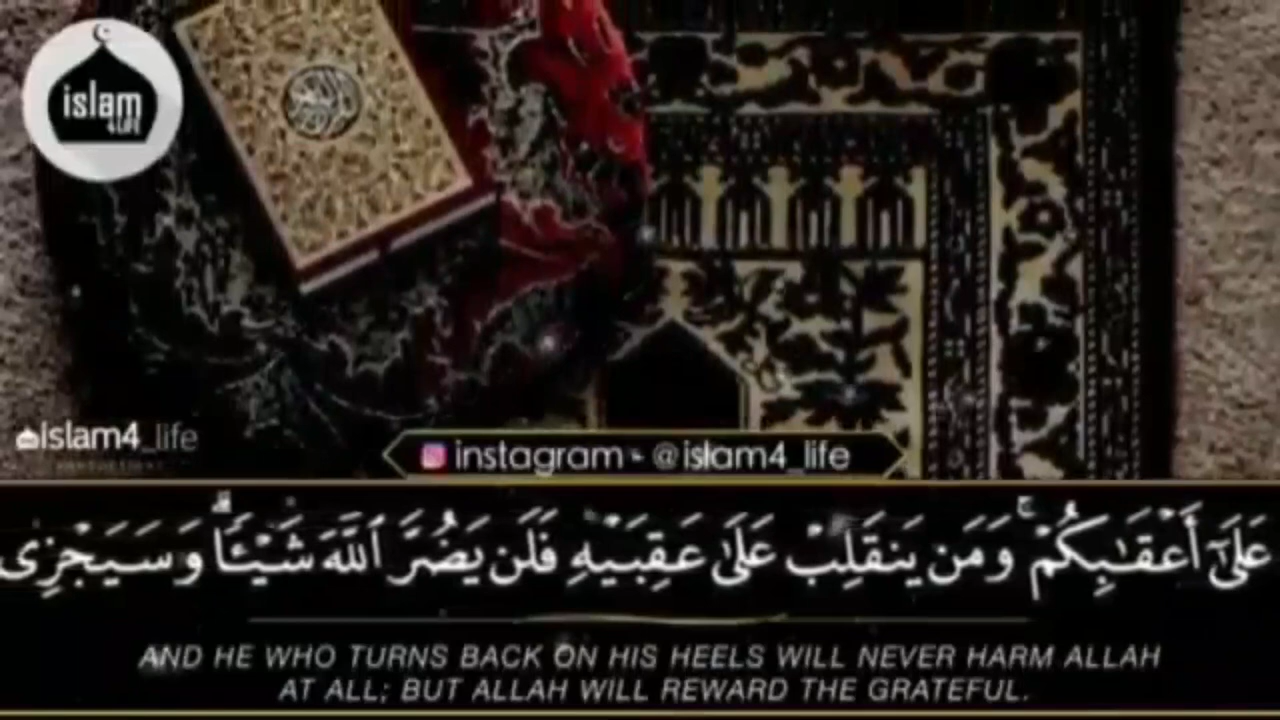 islam
4LIFE
islam4_life
instagram - @islam4_life
عَلَىٰٓ أَعْقَـٰبِكُمْ ۚ وَمَن يَنقَلِبْ عَلَىٰ عَقِبَيْهِ فَلَن يَضُرَّ ٱللَّهَ شَيْـًٔا ۗ وَسَيَجْزِى
AND HE WHO TURNS BACK ON HIS HEELS WILL NEVER HARM ALLAH
AT ALL; BUT ALLAH WILL REWARD THE GRATEFUL.